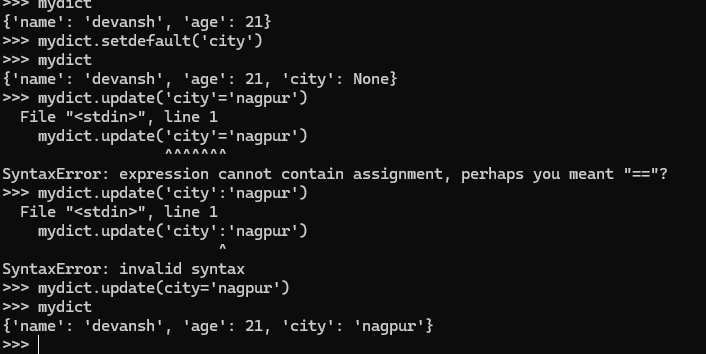 >>> mydict
{'name': 'devansh', 'age': 21}
>>> mydict.setdefault('city')
>>> mydict
{'name': 'devansh', 'age': 21, 'city': None}
>>> mydict.update('city'='nagpur')
  File "<stdin>", line 1
    mydict.update('city'='nagpur')
                  ^^^^^^^
SyntaxError: expression cannot contain assignment, perhaps you meant "=="?
>>> mydict.update('city':'nagpur')
  File "<stdin>", line 1
    mydict.update('city':'nagpur')
                        ^
SyntaxError: invalid syntax
>>> mydict.update(city='nagpur')
>>> mydict
{'name': 'devansh', 'age': 21, 'city': 'nagpur'}
>>>